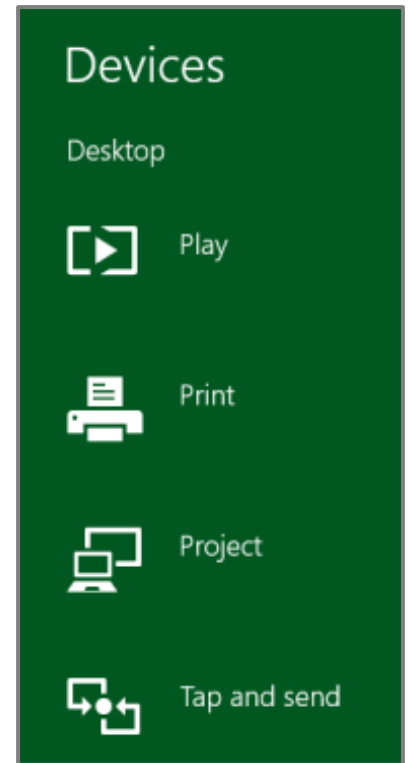 Devices
Desktop
Play
Print
Project
Tap and send